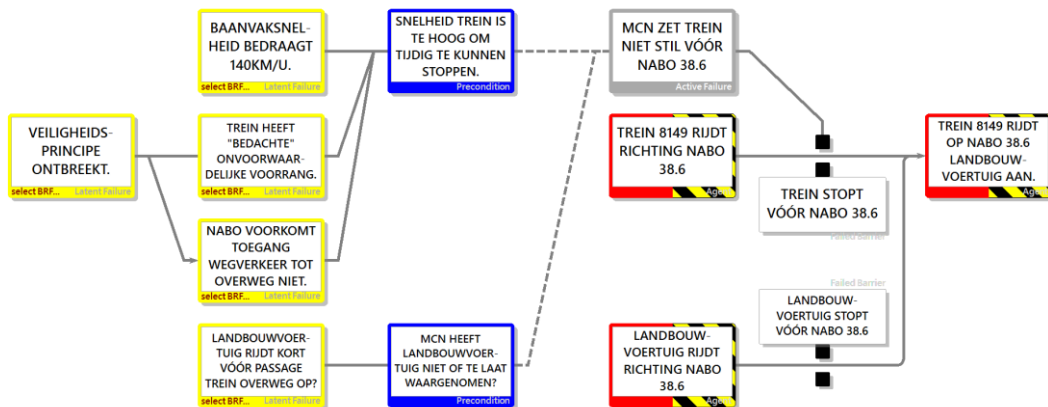 BAANVAKSNEL-
HEID BEDRAAGT
140KM/U.
select BRF... Latent Failure
SNELHEID TREIN IS
TE HOOG OM
TIJDIG TE KUNNEN
STOPPEN.
Precondition
MCN ZET TREIN
NIET STIL VÓÓR
NABO 38.6
Active Failure
VEILIGHEIDS-
PRINCIPE
ONTBREEKT.
select BRF... Latent Failure
TREIN HEEFT
"BEDACHTE"
ONVOORWAAR-
DELIJKE VOORRANG.
select BRF... Latent Failure
TREIN 8149 RIJDT
RICHTING NABO
38.6
TREIN STOPT
VÓÓR NABO 38.6
Failed Barrier
TREIN 8149 RIJDT
OP NABO 38.6
LANDBOUW-
VOERTUIG AAN.
NABO VOORKOMT
TOEGANG
WEGVERKEER TOT
OVERWEG NIET.
select BRF... Latent Failure
Failed Barrier
LANDBOUW-
VOERTUIG STOPT
VÓÓR NABO 38.6
LANDBOUWVOER-
TUIG RIJDT KORT
VÓÓR PASSAGE
TREIN OVERWEG OP?
select BRF... Latent Failure
MCN HEEFT
LANDBOUWVOER-
TUIG NIET OF TE LAAT
WAARGENOMEN?
Precondition
LANDBOUW-
VOERTUIG RIJDT
RICHTING NABO
38.6